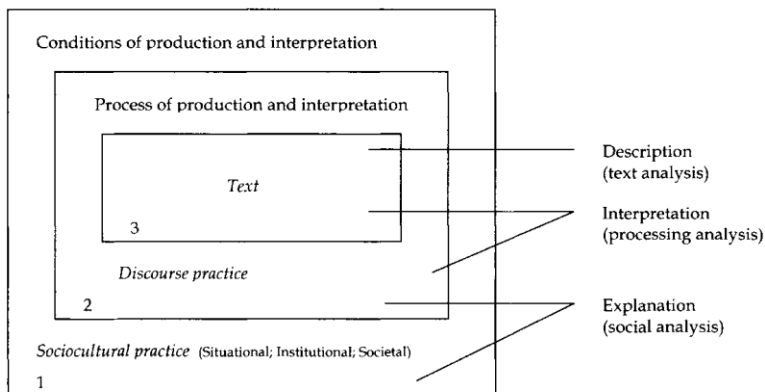 Conditions of production and interpretation
Process of production and interpretation
Text
3
Discourse practice
2
Sociocultural practice (Situational; Institutional; Societal)
1
Description
(text analysis)
Interpretation
(processing analysis)
Explanation
(social analysis)